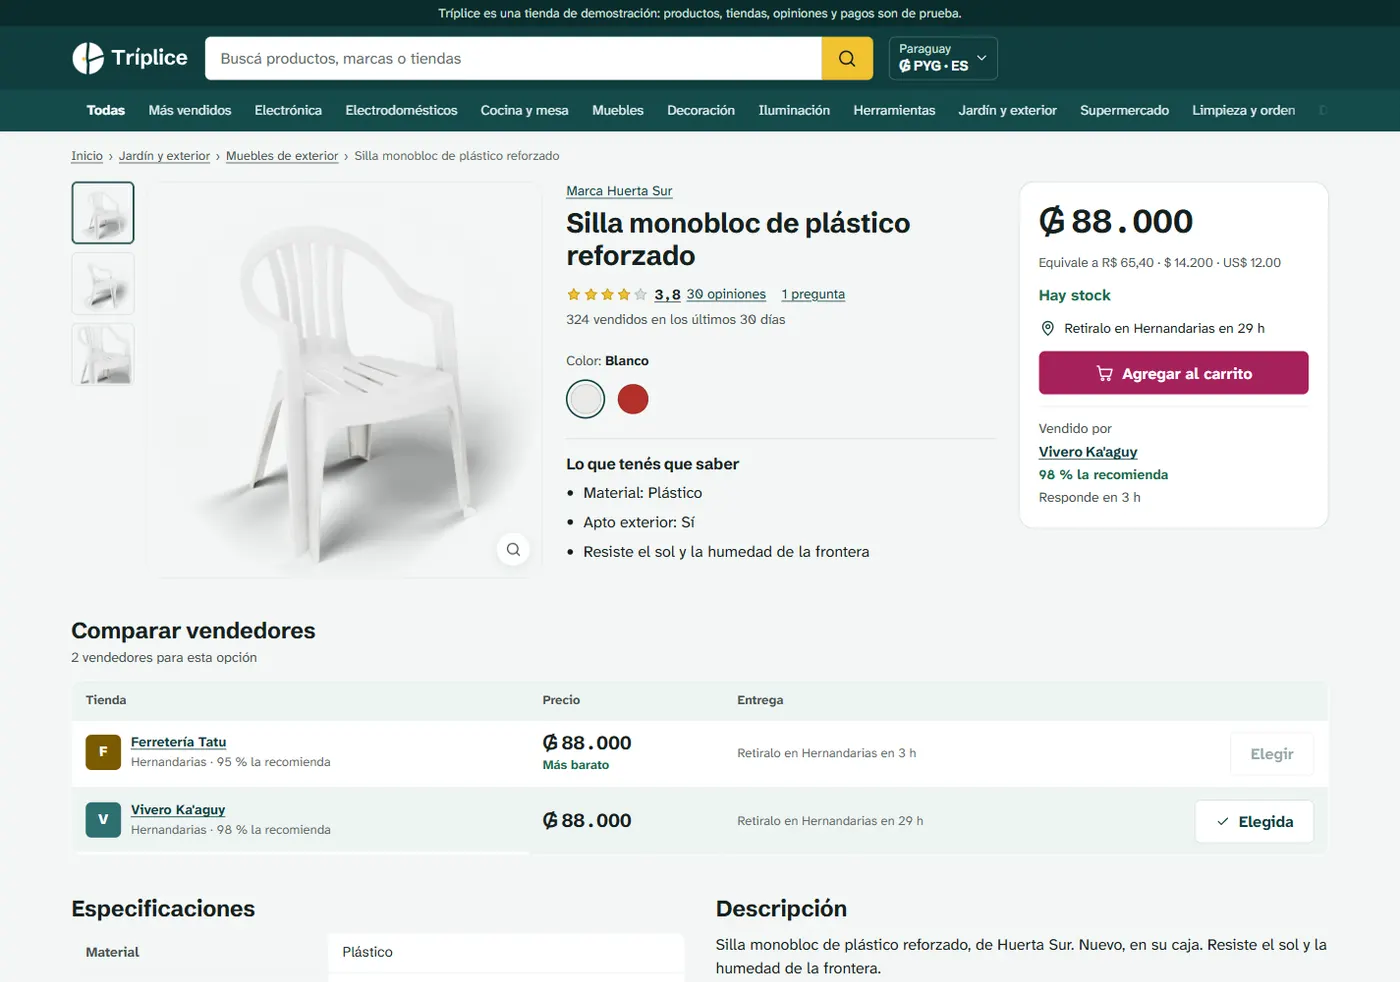 Tríplice es una tienda de demostración: productos, tiendas, opiniones y pagos son de prueba.
Tríplice
Buscá productos, marcas o tiendas
Paraguay
₲ PYG · ES
Todas
Más vendidos
Electrónica
Electrodomésticos
Cocina y mesa
Muebles
Decoración
Iluminación
Herramientas
Jardín y exterior
Supermercado
Limpieza y orden
Inicio › Jardín y exterior › Muebles de exterior › Silla monobloc de plástico reforzado
Marca Huerta Sur
Silla monobloc de plástico
reforzado
3,8 30 opiniones 1 pregunta
324 vendidos en los últimos 30 días
Color: Blanco
Lo que tenés que saber
• Material: Plástico
• Apto exterior: Sí
• Resiste el sol y la humedad de la frontera
₲ 88.000
Equivale a R$ 65,40 · $ 14.200 · US$ 12.00
Hay stock
Retiralo en Hernandarias en 29 h
Agregar al carrito
Vendido por
Vivero Ka'aguy
98 % la recomienda
Responde en 3 h
Comparar vendedores
2 vendedores para esta opción
Tienda Precio Entrega
F
Ferretería Tatu
Hernandarias · 95 % la recomienda
₲ 88.000
Más barato
Retiralo en Hernandarias en 3 h
Elegir
V
Vivero Ka'aguy
Hernandarias · 98 % la recomienda
₲ 88.000
Retiralo en Hernandarias en 29 h
Elegida
Especificaciones
Material Plástico
Descripción
Silla monobloc de plástico reforzado, de Huerta Sur. Nuevo, en su caja. Resiste el sol y la
humedad de la frontera.